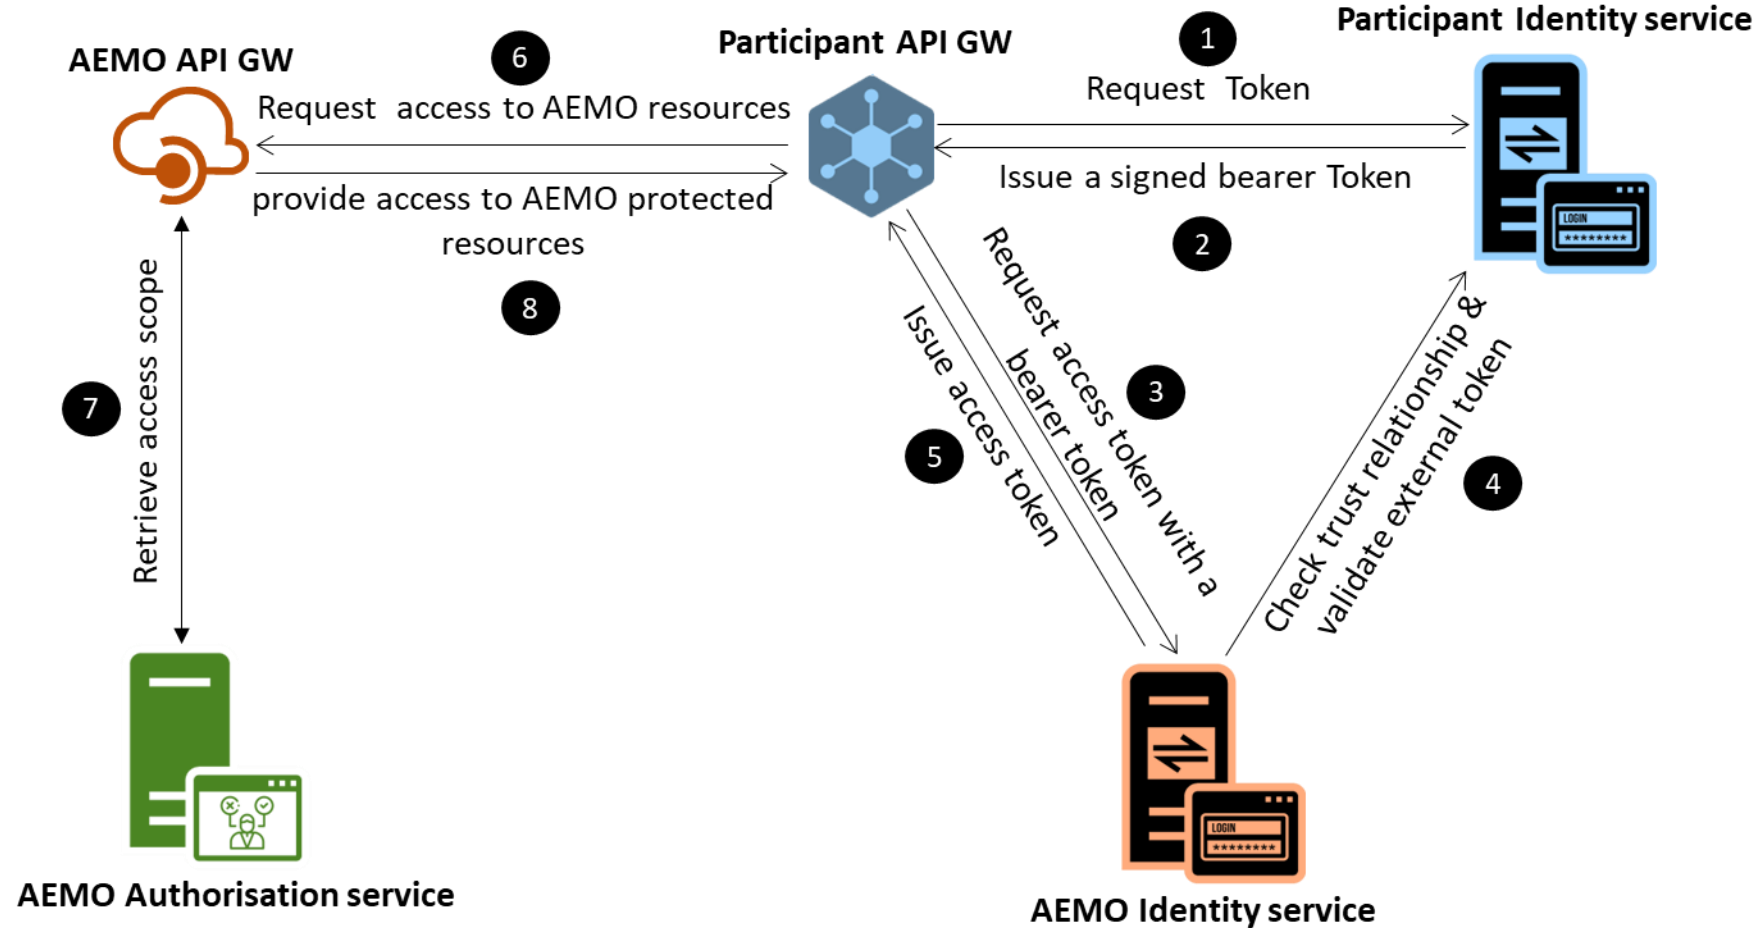 Participant Identity service
Participant API GW
AEMO API GW
1
6
Request Token
Request access to AEMO resources
Issue a signed bearer Token
provide access to AEMO protected
resources
2
8
LOGIN
********
Request access token with a
bearer token
3
Issue access token
5
Check trust relationship &
validate external token
4
Retrieve access scope
7
LOGIN
********
AEMO Authorisation service
AEMO Identity service